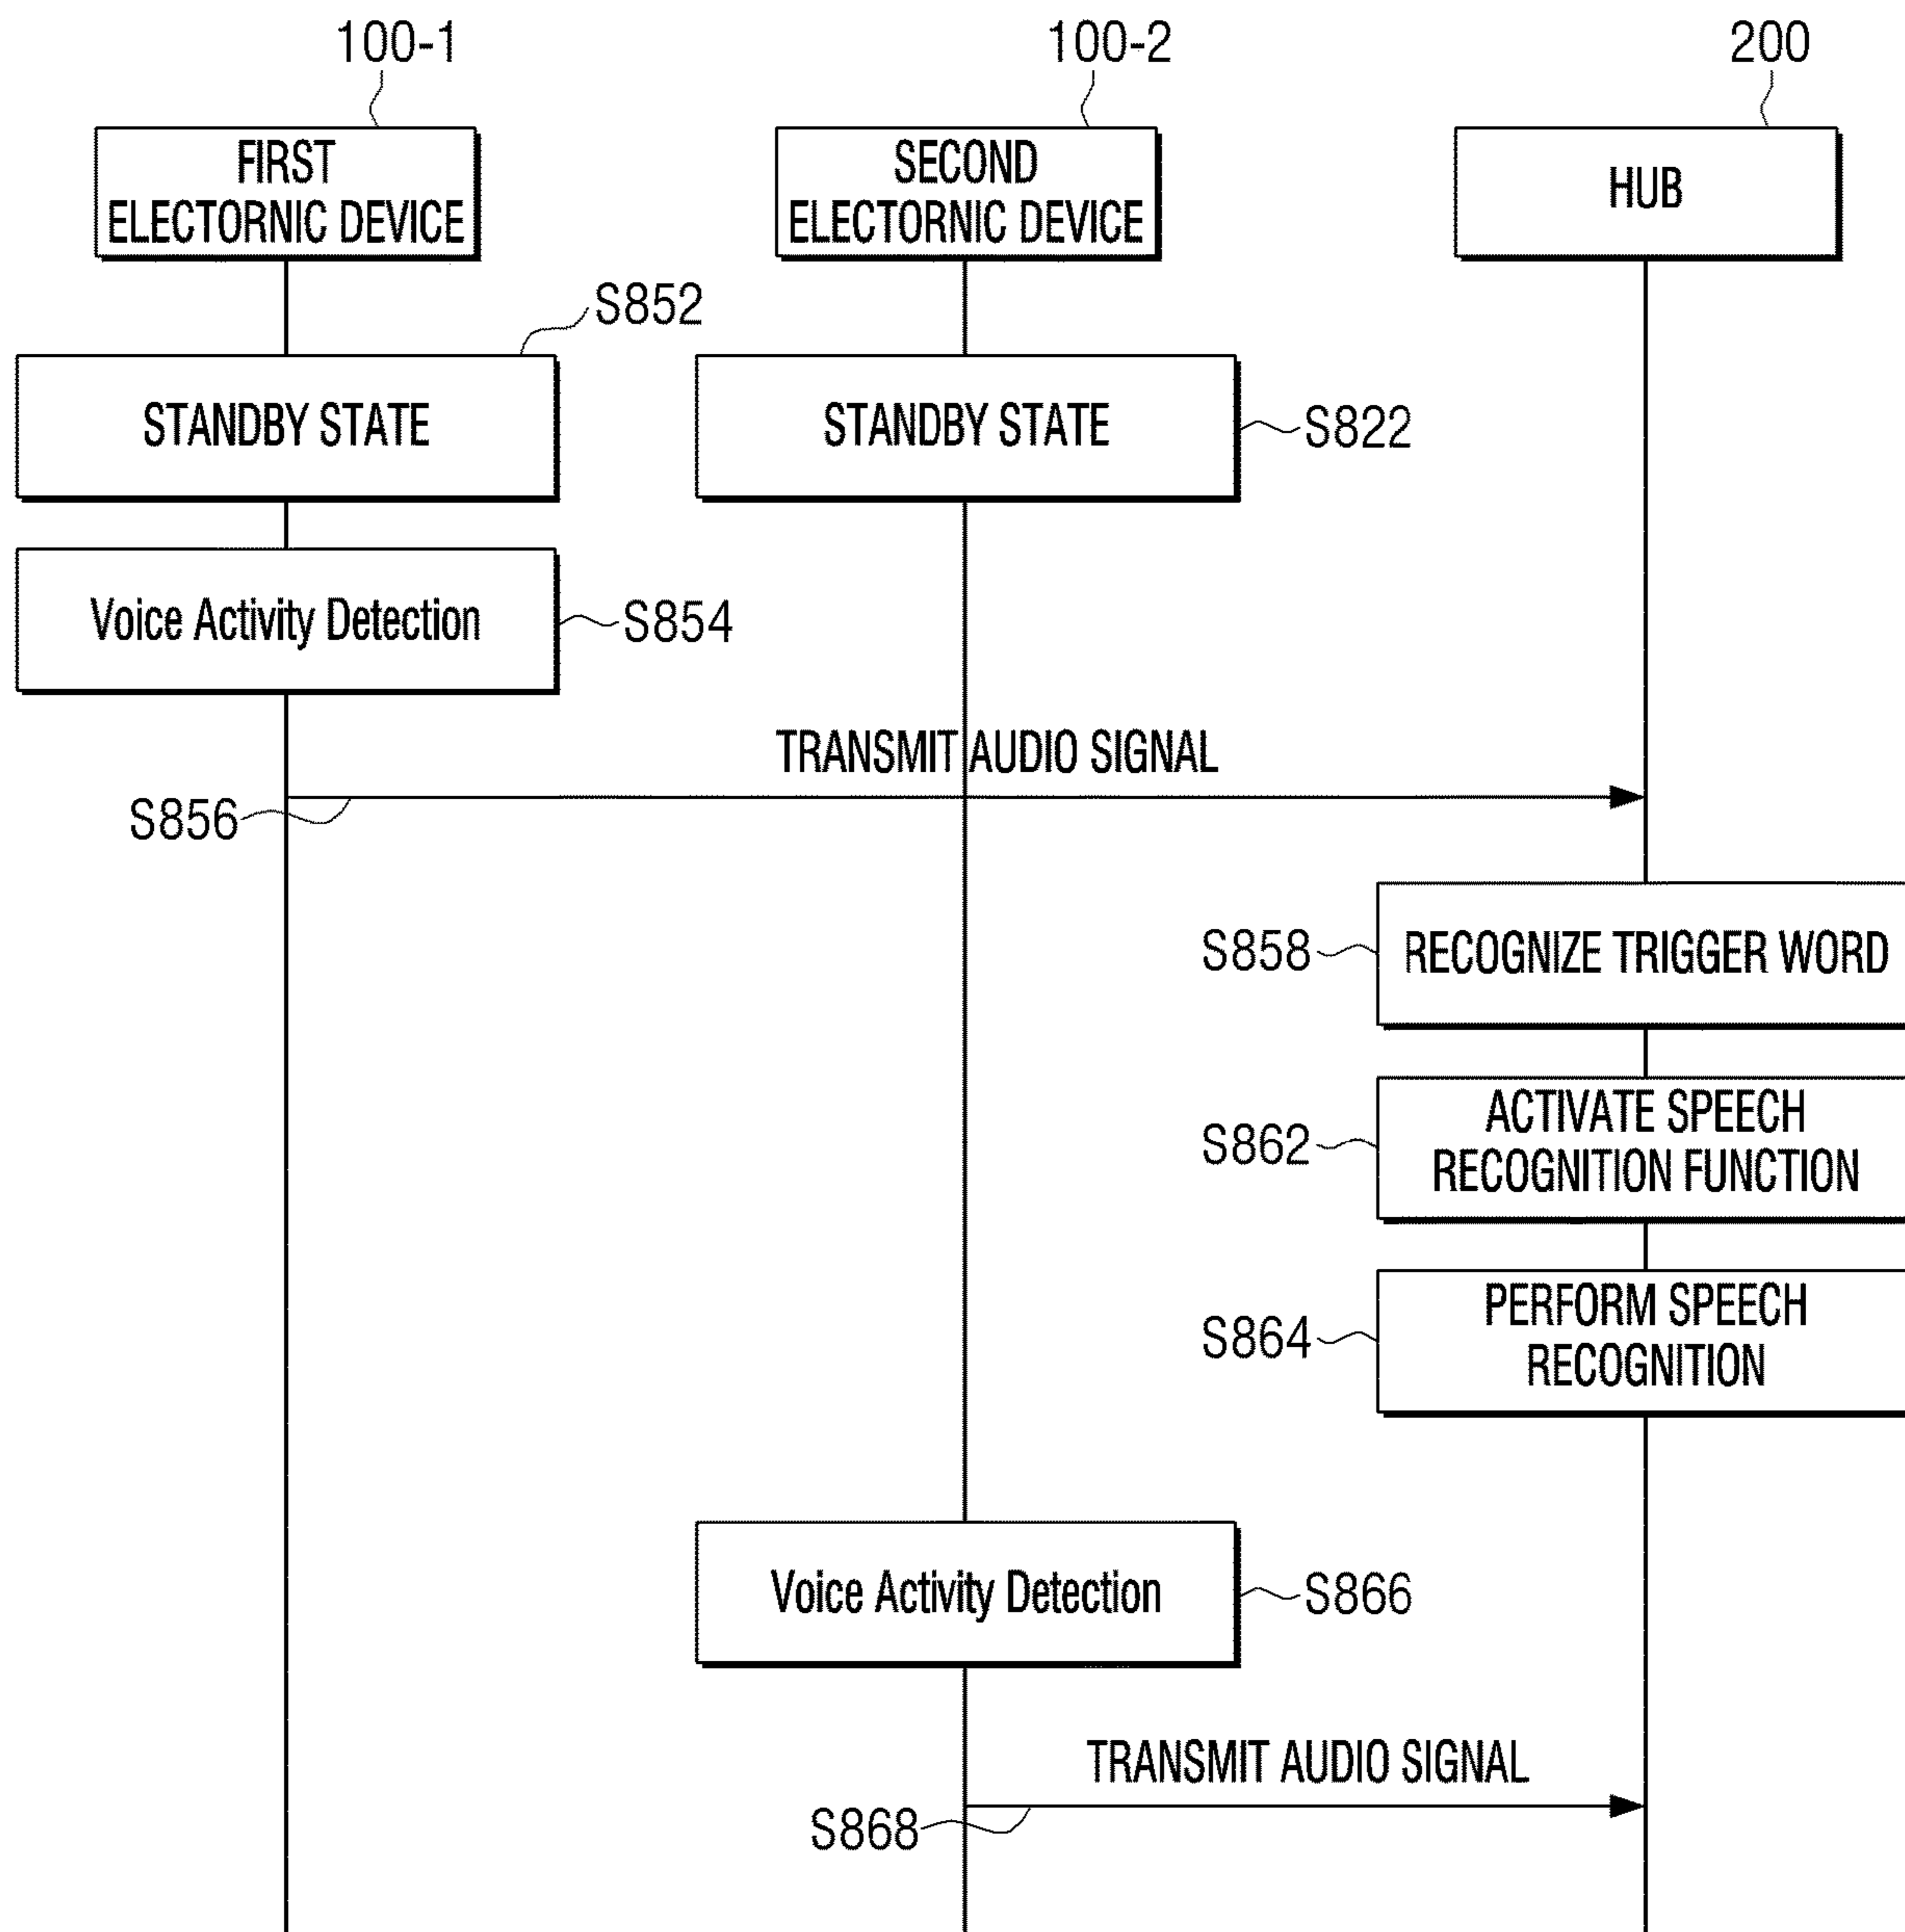 100-1
100-2
200
FIRST
ELECTORNIC DEVICE
SECOND
ELECTORNIC DEVICE
HUB
S852
STANDBY STATE
STANDBY STATE
S822
Voice Activity Detection
S854
TRANSMIT AUDIO SIGNAL
S856
S858
RECOGNIZE TRIGGER WORD
S862
ACTIVATE SPEECH
RECOGNITION FUNCTION
S864
PERFORM SPEECH
RECOGNITION
Voice Activity Detection
S866
TRANSMIT AUDIO SIGNAL
S868